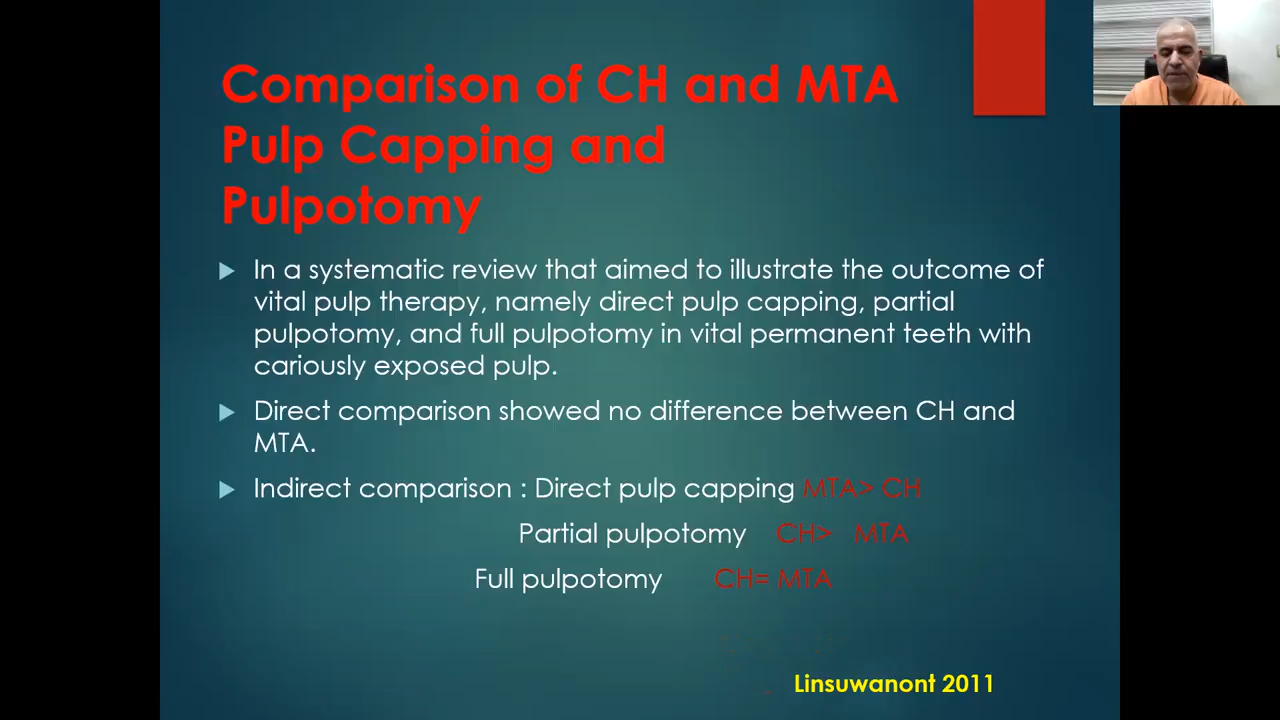 Comparison of CH and MTA
Pulp Capping and
Pulpotomy
In a systematic review that aimed to illustrate the outcome of
vital pulp therapy, namely direct pulp capping, partial
pulpotomy, and full pulpotomy in vital permanent teeth with
cariously exposed pulp.
Direct comparison showed no difference between CH and
MTA.
Indirect comparison : Direct pulp capping MTA> CH
Partial pulpotomy CH> MTA
Full pulpotomy CH= MTA
Linsuwanont 2011